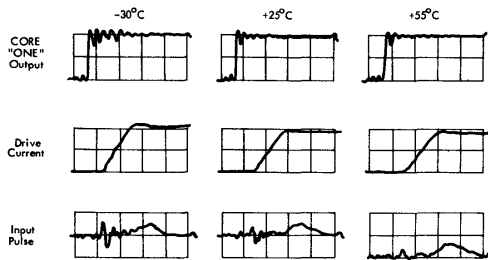 -30°C
+25°C
+55°C
CORE
"ONE"
Output
Drive
Current
Input
Pulse